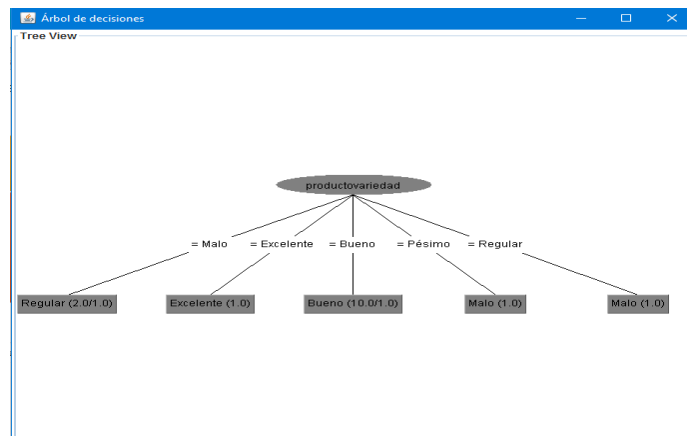 Árbol de decisiones
Tree View
productovariedad
= Malo = Excelente = Bueno = Pésimo = Regular
Regular (2.0/1.0) Excelente (1.0) Bueno (10.0/1.0) Malo (1.0) Malo (1.0)